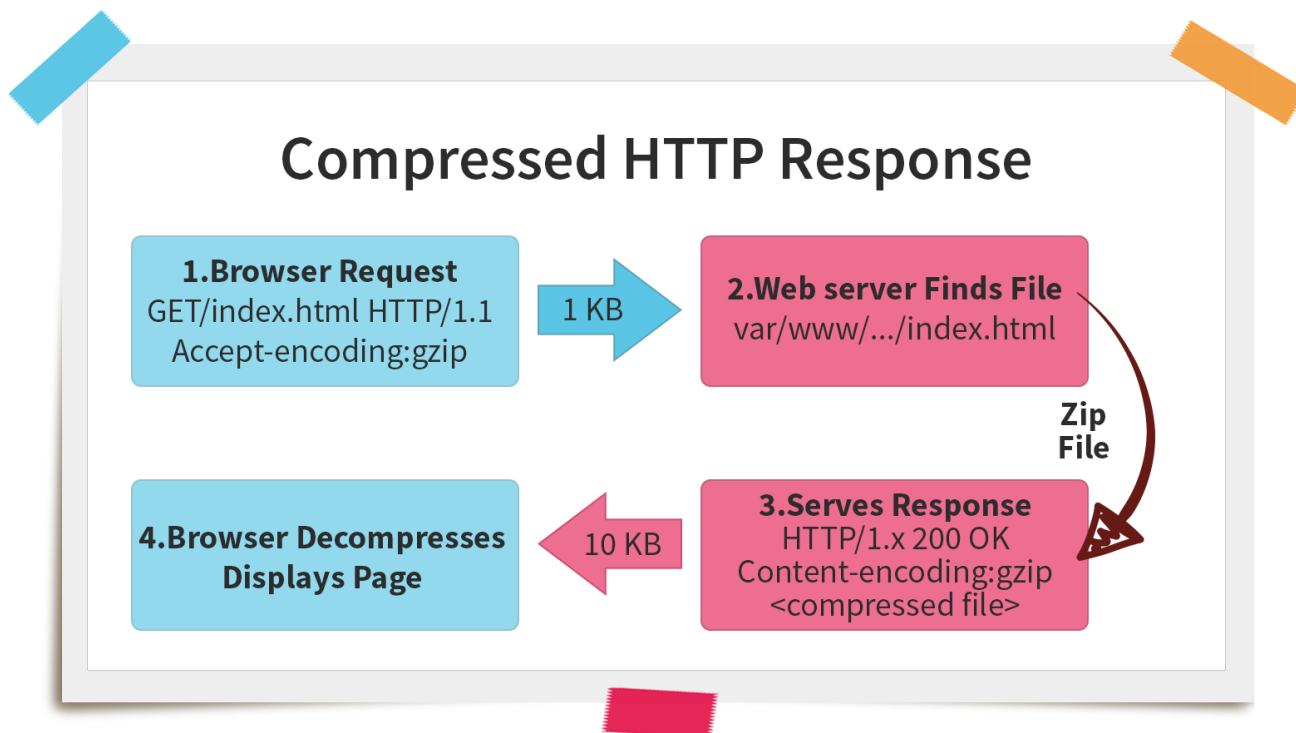 Compressed HTTP Response
1.Browser Request
GET/index.html HTTP/1.1
Accept-encoding:gzip
1 KB
2.Web server Finds File
var/www/.../index.html
Zip
File
3.Serves Response
HTTP/1.x 200 OK
Content-encoding:gzip
<compressed file>
10 KB
4.Browser Decompresses
Displays Page